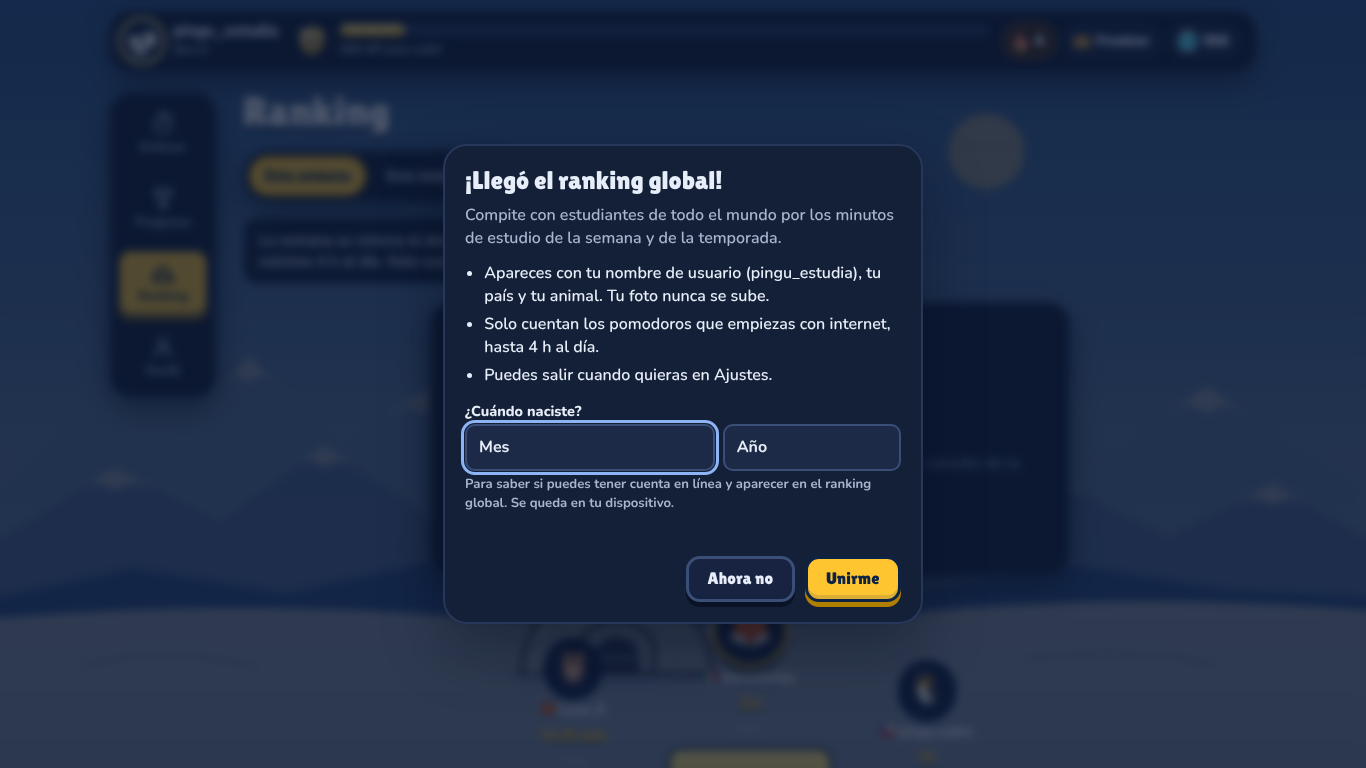 Ranking
¡Llegó el ranking global!
Compite con estudiantes de todo el mundo por los minutos
de estudio de la semana y de la temporada.
• Apareces con tu nombre de usuario (pingu_estudia), tu
país y tu animal. Tu foto nunca se sube.
• Solo cuentan los pomodoros que empiezas con internet,
hasta 4 h al día.
• Puedes salir cuando quieras en Ajustes.
¿Cuándo naciste?
Mes
Año
Para saber si puedes tener cuenta en línea y aparecer en el ranking
global. Se queda en tu dispositivo.
Ahora no
Unirme